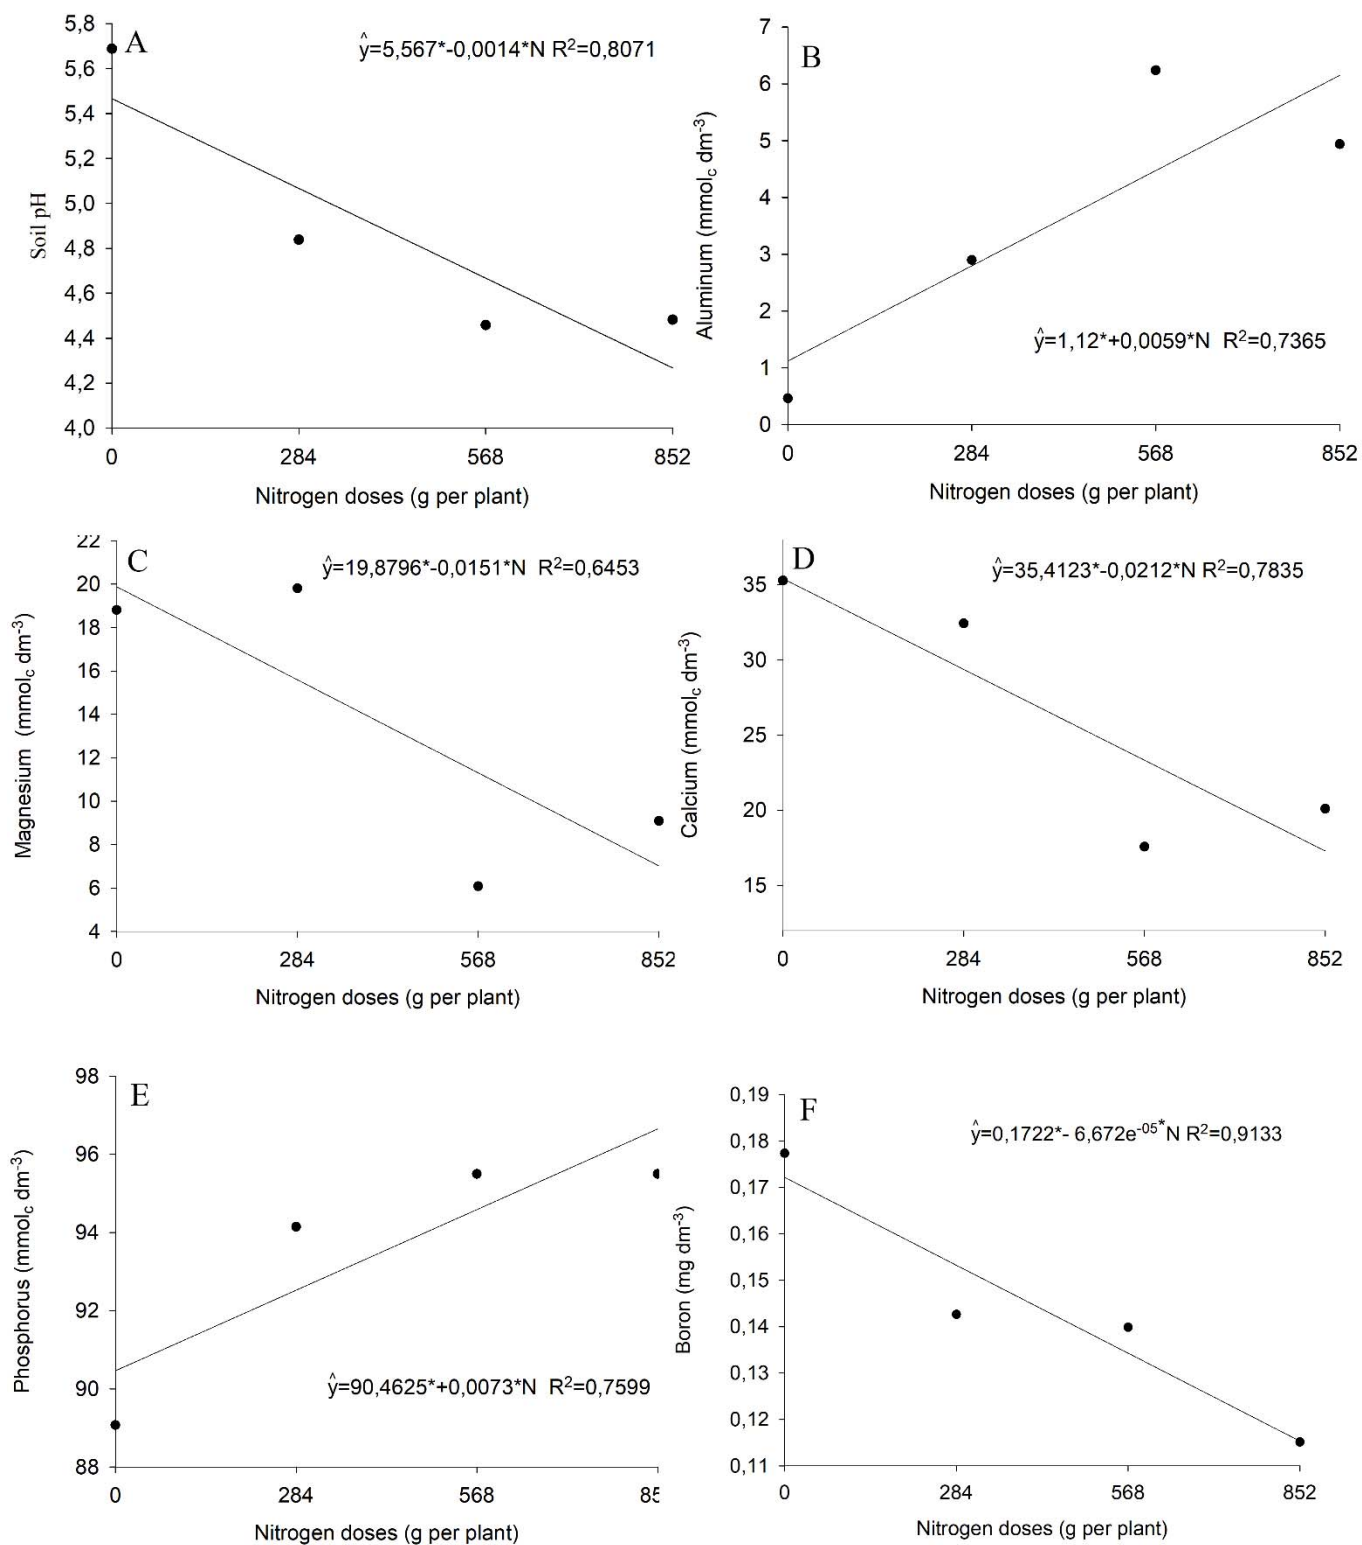 A
ŷ=5,567*-0,0014*N R²=0,8071
5,8
5,6
5,4
5,2
5,0
4,8
4,6
4,4
4,2
4,0
Soil pH
0 284 568 852
Nitrogen doses (g per plant)
B
7
6
5
4
3
2
1
0
Aluminum (mmolc dm⁻³)
ŷ=1,12*+0,0059*N R²=0,7365
0 284 568 852
Nitrogen doses (g per plant)
C
ŷ=19,8796*-0,0151*N R²=0,6453
22
20
18
16
14
12
10
8
6
4
Magnesium (mmolc dm⁻³)
0 284 568 852
Nitrogen doses (g per plant)
D
ŷ=35,4123*-0,0212*N R²=0,7835
35
30
25
20
15
Calcium (mmolc dm⁻³)
0 284 568 852
Nitrogen doses (g per plant)
E
98
96
94
92
90
88
Phosphorus (mmolc dm⁻³)
ŷ=90,4625*+0,0073*N R²=0,7599
0 284 568
Nitrogen doses (g per plant)
F
ŷ=0,1722*- 6,672e⁻⁰⁵*N R²=0,9133
0,19
0,18
0,17
0,16
0,15
0,14
0,13
0,12
0,11
Boron (mg dm⁻³)
0 284 568 852
Nitrogen doses (g per plant)